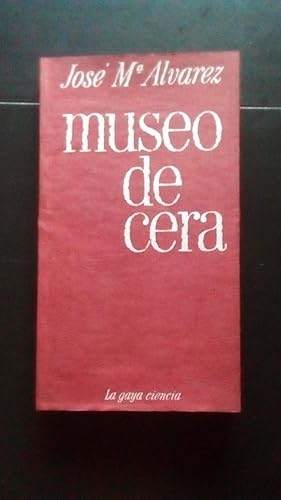 José Mª Alvarez
museo
de
cera
La gaya ciencia